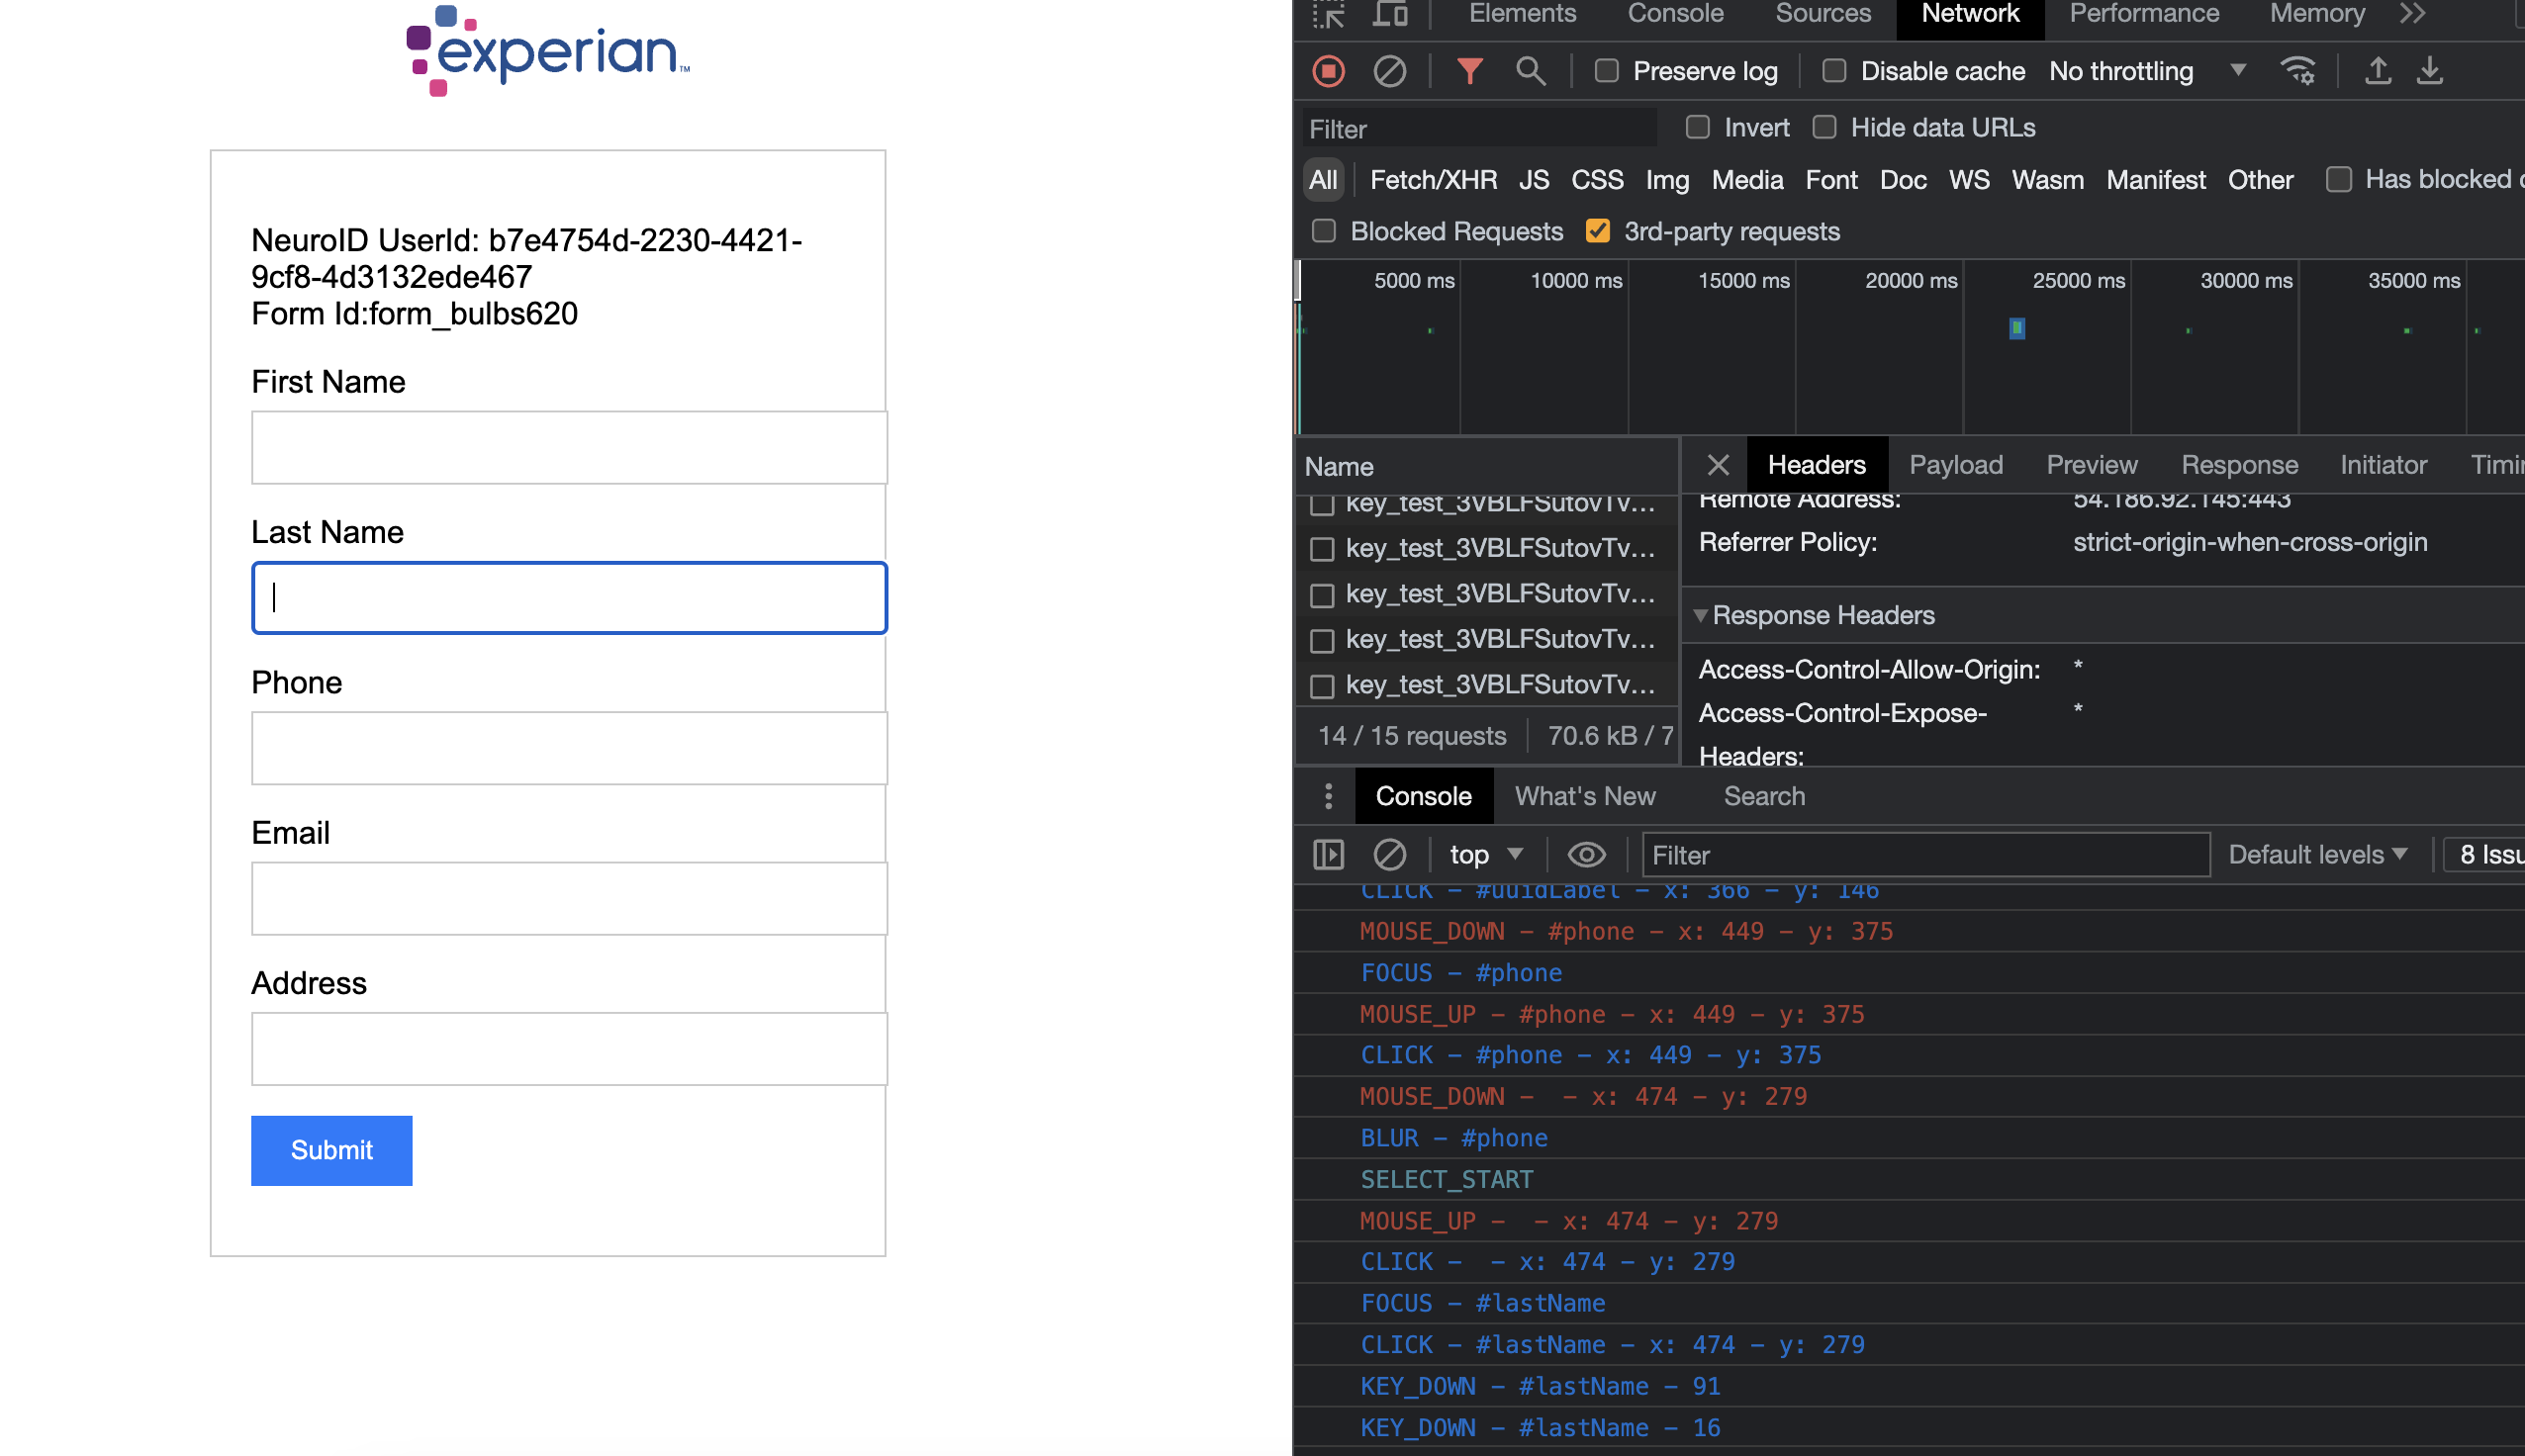 experian™
NeuroID UserId: b7e4754d-2230-4421-
9cf8-4d3132ede467
Form Id:form_bulbs620
First Name
Last Name
Phone
Email
Address
Submit
Elements Console Sources Network Performance Memory
Preserve log Disable cache No throttling
Filter Invert Hide data URLs
All Fetch/XHR JS CSS Img Media Font Doc WS Wasm Manifest Other Has blocked
Blocked Requests 3rd-party requests
5000 ms 10000 ms 15000 ms 20000 ms 25000 ms 30000 ms 35000 ms
Name
key_test_3VBLFSutovTv...
key_test_3VBLFSutovTv...
key_test_3VBLFSutovTv...
key_test_3VBLFSutovTv...
key_test_3VBLFSutovTv...
14 / 15 requests 70.6 kB / 7
Headers Payload Preview Response Initiator Timi
Remote Address: 54.186.92.145:443
Referrer Policy: strict-origin-when-cross-origin
Response Headers
Access-Control-Allow-Origin: *
Access-Control-Expose- *
Headers:
Console What's New Search
top Filter Default levels 8 Issu
CLICK - #uuidLabel - x: 366 - y: 146
MOUSE_DOWN - #phone - x: 449 - y: 375
FOCUS - #phone
MOUSE_UP - #phone - x: 449 - y: 375
CLICK - #phone - x: 449 - y: 375
MOUSE_DOWN -  - x: 474 - y: 279
BLUR - #phone
SELECT_START
MOUSE_UP -  - x: 474 - y: 279
CLICK -  - x: 474 - y: 279
FOCUS - #lastName
CLICK - #lastName - x: 474 - y: 279
KEY_DOWN - #lastName - 91
KEY_DOWN - #lastName - 16